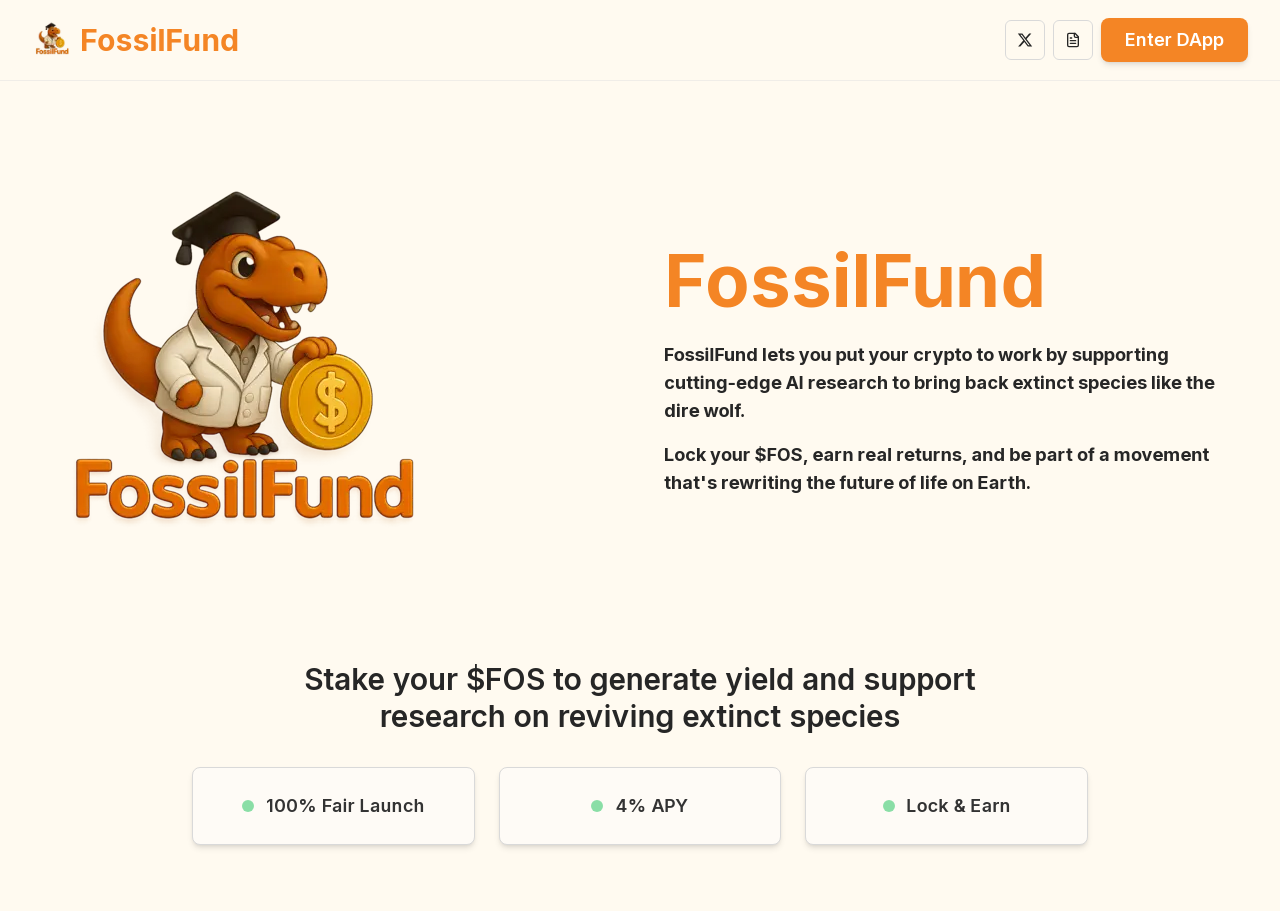 FossilFund
FossilFund
Enter DApp
FossilFund
FossilFund
FossilFund lets you put your crypto to work by supporting
cutting-edge AI research to bring back extinct species like the
dire wolf.
Lock your $FOS, earn real returns, and be part of a movement
that's rewriting the future of life on Earth.
Stake your $FOS to generate yield and support
research on reviving extinct species
100% Fair Launch
4% APY
Lock & Earn